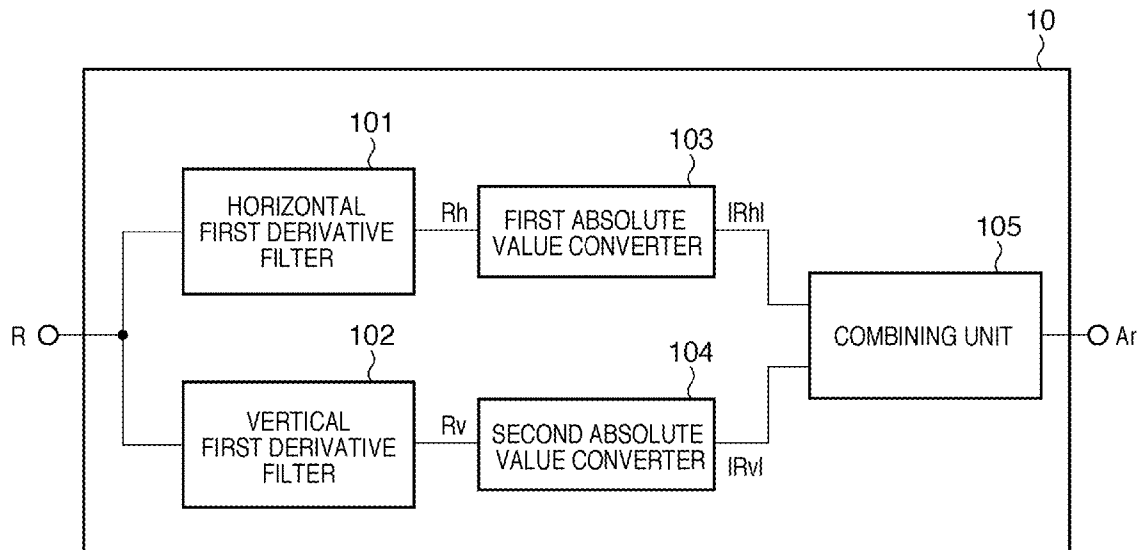 10
101
103
HORIZONTAL
FIRST DERIVATIVE
FILTER
Rh
FIRST ABSOLUTE
VALUE CONVERTER
|Rh|
105
R
COMBINING UNIT
Ar
102
104
VERTICAL
FIRST DERIVATIVE
FILTER
Rv
SECOND ABSOLUTE
VALUE CONVERTER
|Rv|